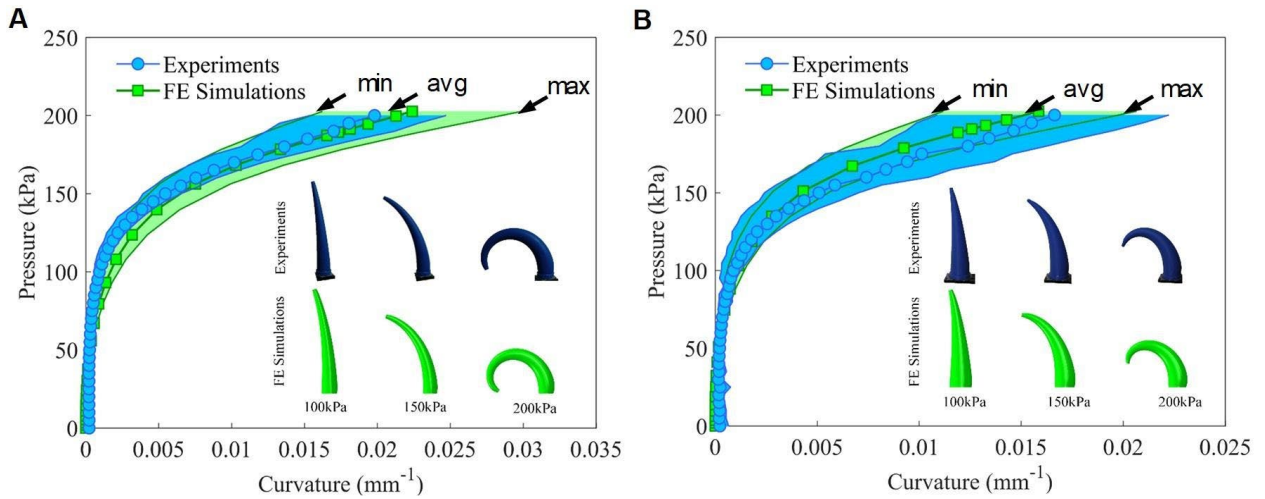 A
250
200
150
100
50
0
Pressure (kPa)
Experiments
FE Simulations
min
avg
max
Experiments
FE Simulations
100kPa
150kPa
200kPa
0
0.005
0.01
0.015
0.02
0.025
0.03
0.035
Curvature (mm⁻¹)
B
250
200
150
100
50
0
Pressure (kPa)
Experiments
FE Simulations
min
avg
max
Experiments
FE Simulations
100kPa
150kPa
200kPa
0
0.005
0.01
0.015
0.02
0.025
Curvature (mm⁻¹)